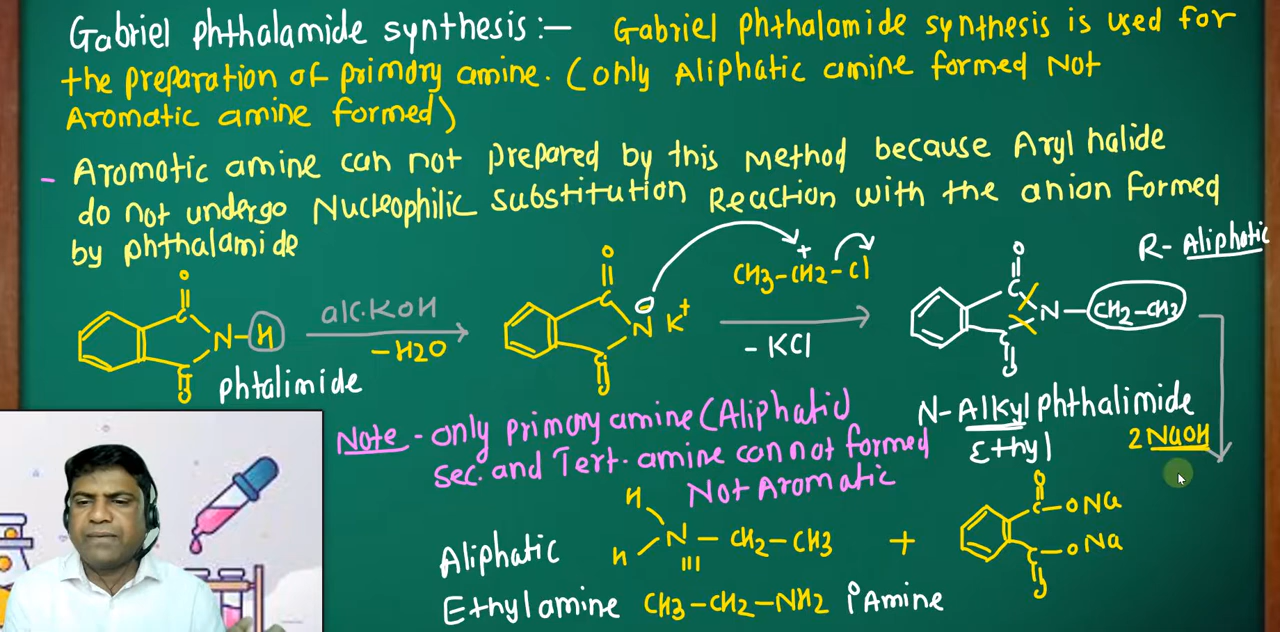 Gabriel phthalamide synthesis:— Gabriel phthalamide synthesis is used for
the preparation of primary amine. (only Aliphatic amine formed Not
Aromatic amine formed)
- Aromatic amine can not prepared by this Method because Aryl halide
do not undergo Nucleophilic substitution Reaction with the anion formed
by phthalamide
R- Aliphatic
O O + O
C C CH3-CH2-Cl C
N-H alc.KOH N K+ N-CH2-CH3
-H2O - KCl
C C C
O O O
phtalimide
N-Alkyl phthalimide
Ethyl
2 NaOH
Note - only primary amine (Aliphatic)
sec. and Tert. amine can not formed
Not Aromatic
H O
C-ONa
Aliphatic N-CH2-CH3 +
H C-ONa
O
Ethylamine CH3-CH2-NH2 1° Amine